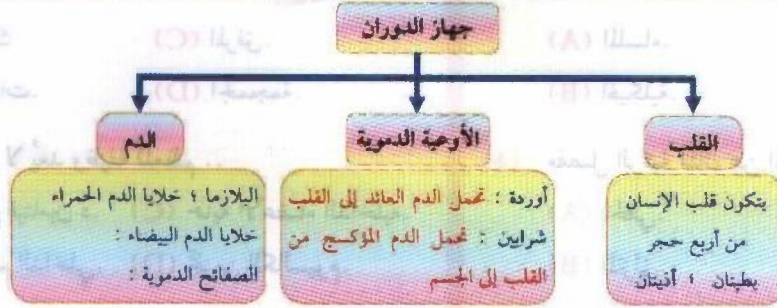 جهاز الدوران
القلب
الأوعية الدموية
الدم
يتكون قلب الإنسان
من أربع حجر
بطينان ؛ أذينان
أوردة : تحمل الدم العائد إلى القلب
شرايين : تحمل الدم المؤكسج من
القلب إلى الجسم
البلازما ؛ خلايا الدم الحمراء
خلايا الدم البيضاء :
الصفائح الدموية :